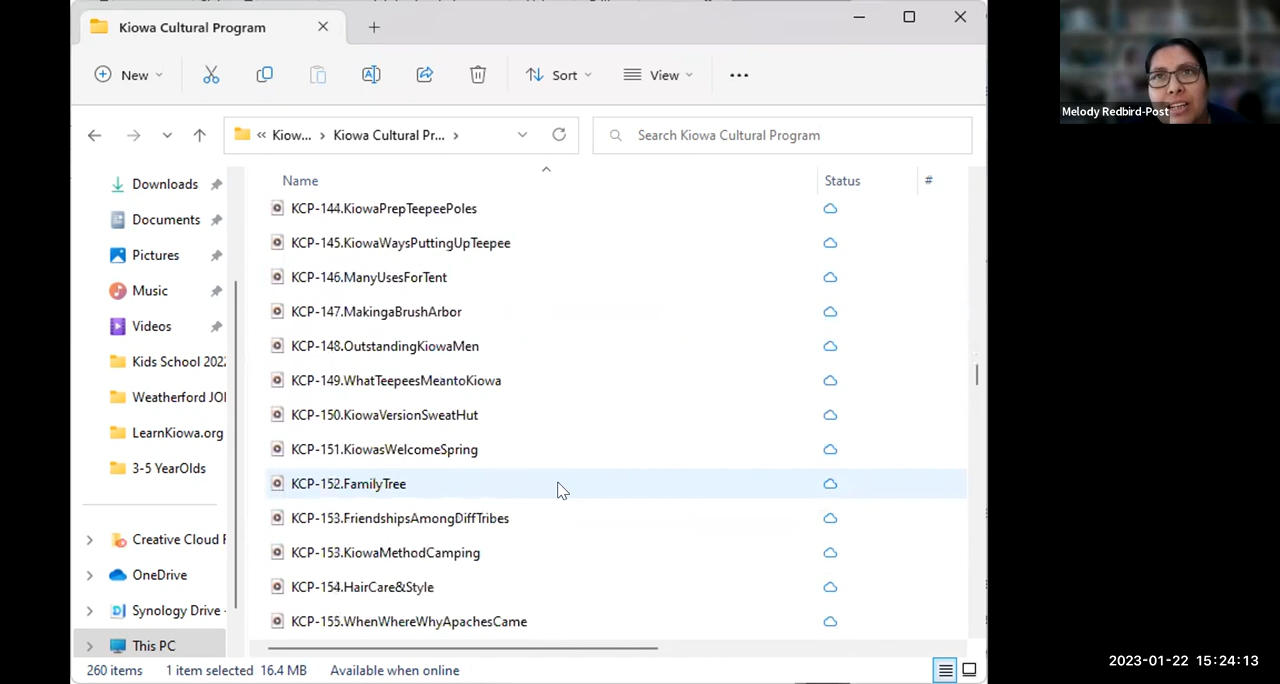 Kiowa Cultural Program
New
Sort
View
« Kiow... › Kiowa Cultural Pr... ›
Search Kiowa Cultural Program
Melody Redbird-Post
Name
Status
#
Downloads
Documents
Pictures
Music
Videos
Kids School 202
Weatherford JO
LearnKiowa.org
3-5 YearOlds
Creative Cloud F
OneDrive
Synology Drive -
This PC
KCP-144.KiowaPrepTeepeePoles
KCP-145.KiowaWaysPuttingUpTeepee
KCP-146.ManyUsesForTent
KCP-147.MakingaBrushArbor
KCP-148.OutstandingKiowaMen
KCP-149.WhatTeepeesMeantoKiowa
KCP-150.KiowaVersionSweatHut
KCP-151.KiowasWelcomeSpring
KCP-152.FamilyTree
KCP-153.FriendshipsAmongDiffTribes
KCP-153.KiowaMethodCamping
KCP-154.HairCare&Style
KCP-155.WhenWhereWhyApachesCame
260 items 1 item selected 16.4 MB Available when online
2023-01-22 15:24:13